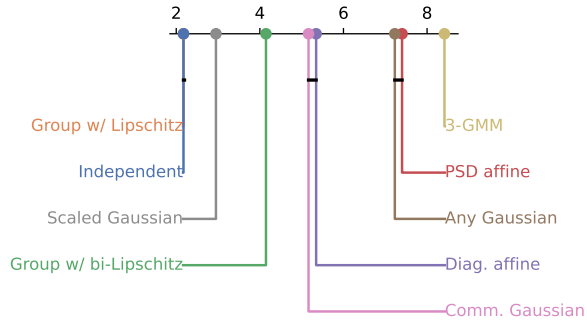 2 4 6 8
Group w/ Lipschitz 3-GMM
Independent PSD affine
Scaled Gaussian Any Gaussian
Group w/ bi-Lipschitz Diag. affine
Comm. Gaussian